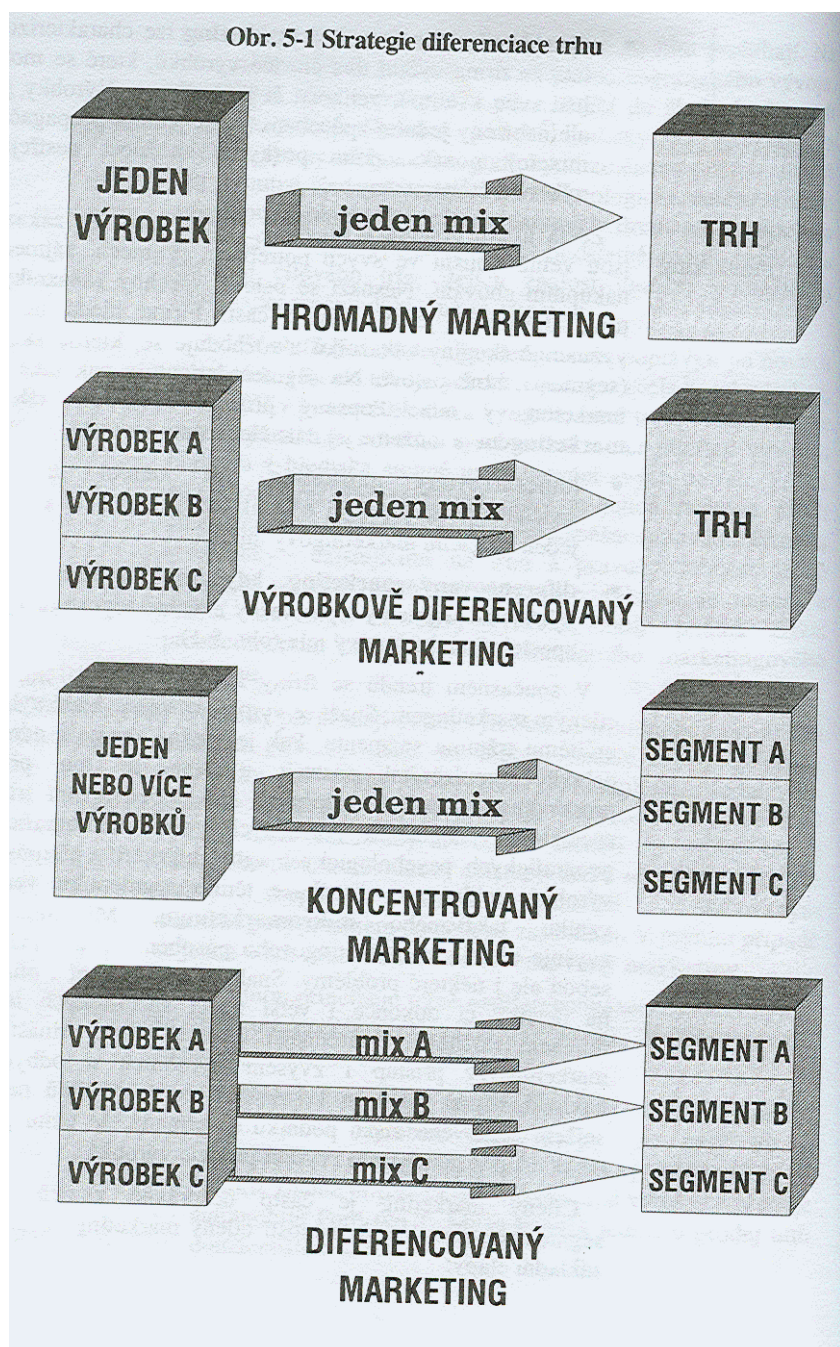 Obr. 5-1 Strategie diferenciace trhu
JEDEN
VÝROBEK
jeden mix
TRH
HROMADNÝ MARKETING
VÝROBEK A
VÝROBEK B
VÝROBEK C
jeden mix
TRH
VÝROBKOVĚ DIFERENCOVANÝ
MARKETING
JEDEN
NEBO VÍCE
VÝROBKŮ
jeden mix
SEGMENT A
SEGMENT B
SEGMENT C
KONCENTROVANÝ
MARKETING
VÝROBEK A
mix A
SEGMENT A
VÝROBEK B
mix B
SEGMENT B
VÝROBEK C
mix C
SEGMENT C
DIFERENCOVANÝ
MARKETING